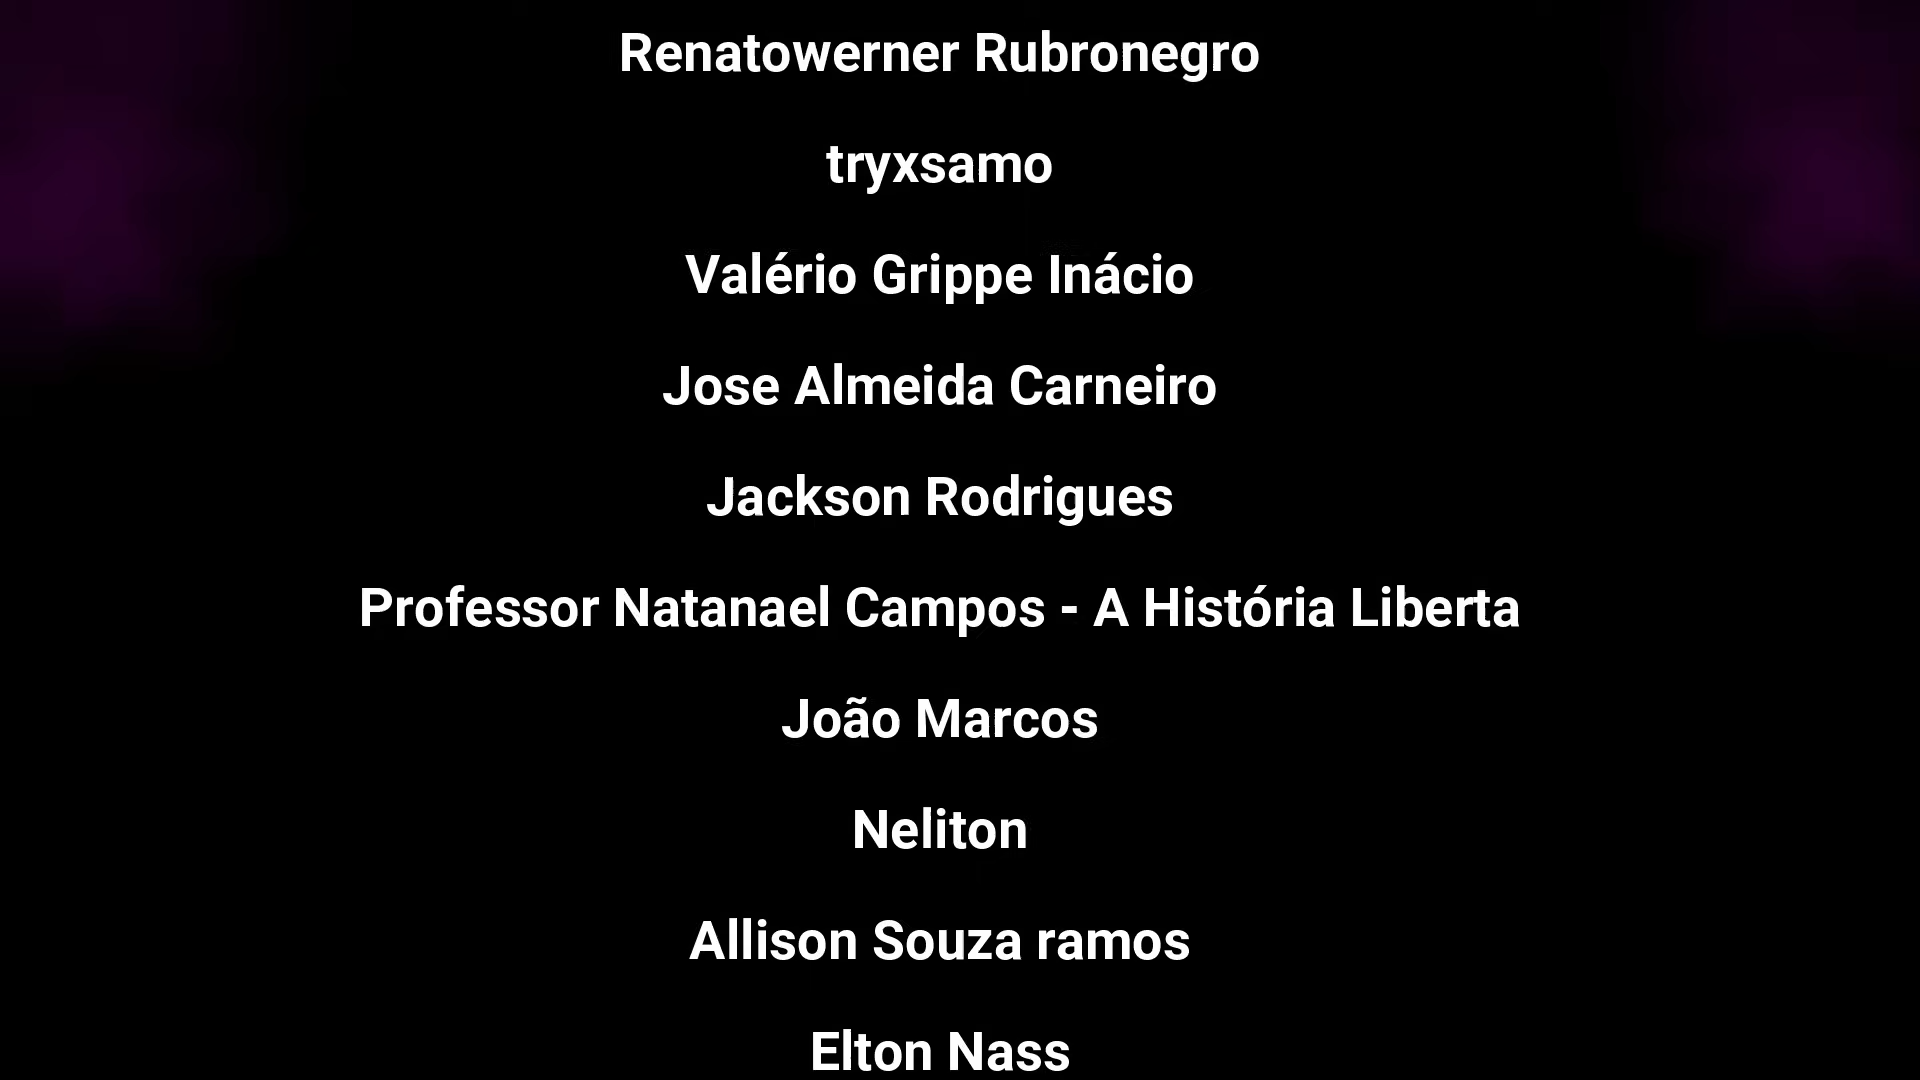 Renatowerner Rubronegro
tryxsamo
Valério Grippe Inácio
Jose Almeida Carneiro
Jackson Rodrigues
Professor Natanael Campos - A História Liberta
João Marcos
Neliton
Allison Souza ramos
Elton Nass